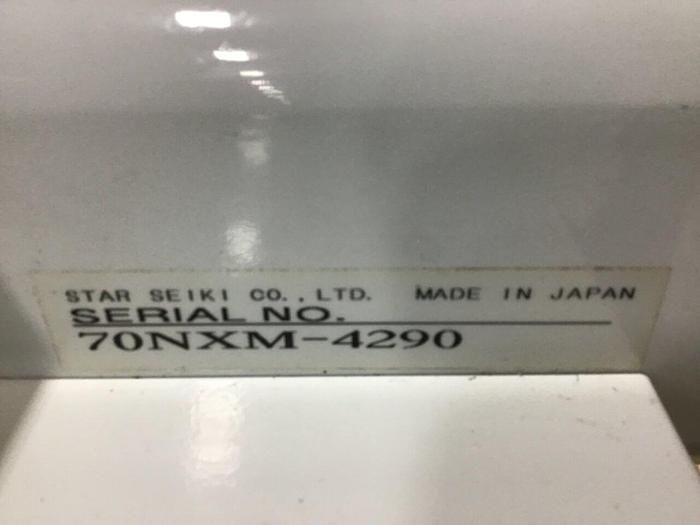 STAR SEIKI CO., LTD. MADE IN JAPAN
SERIAL NO.
70NXM-4290